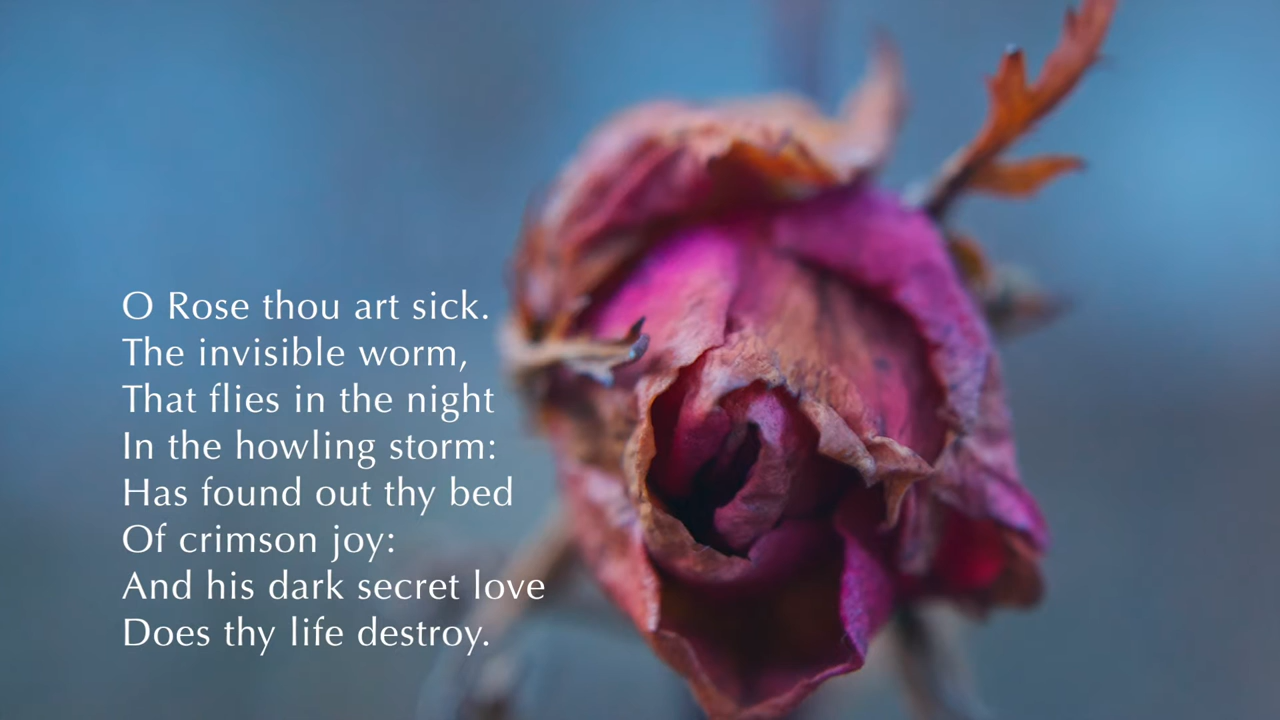 O Rose thou art sick.
The invisible worm,
That flies in the night
In the howling storm:
Has found out thy bed
Of crimson joy:
And his dark secret love
Does thy life destroy.